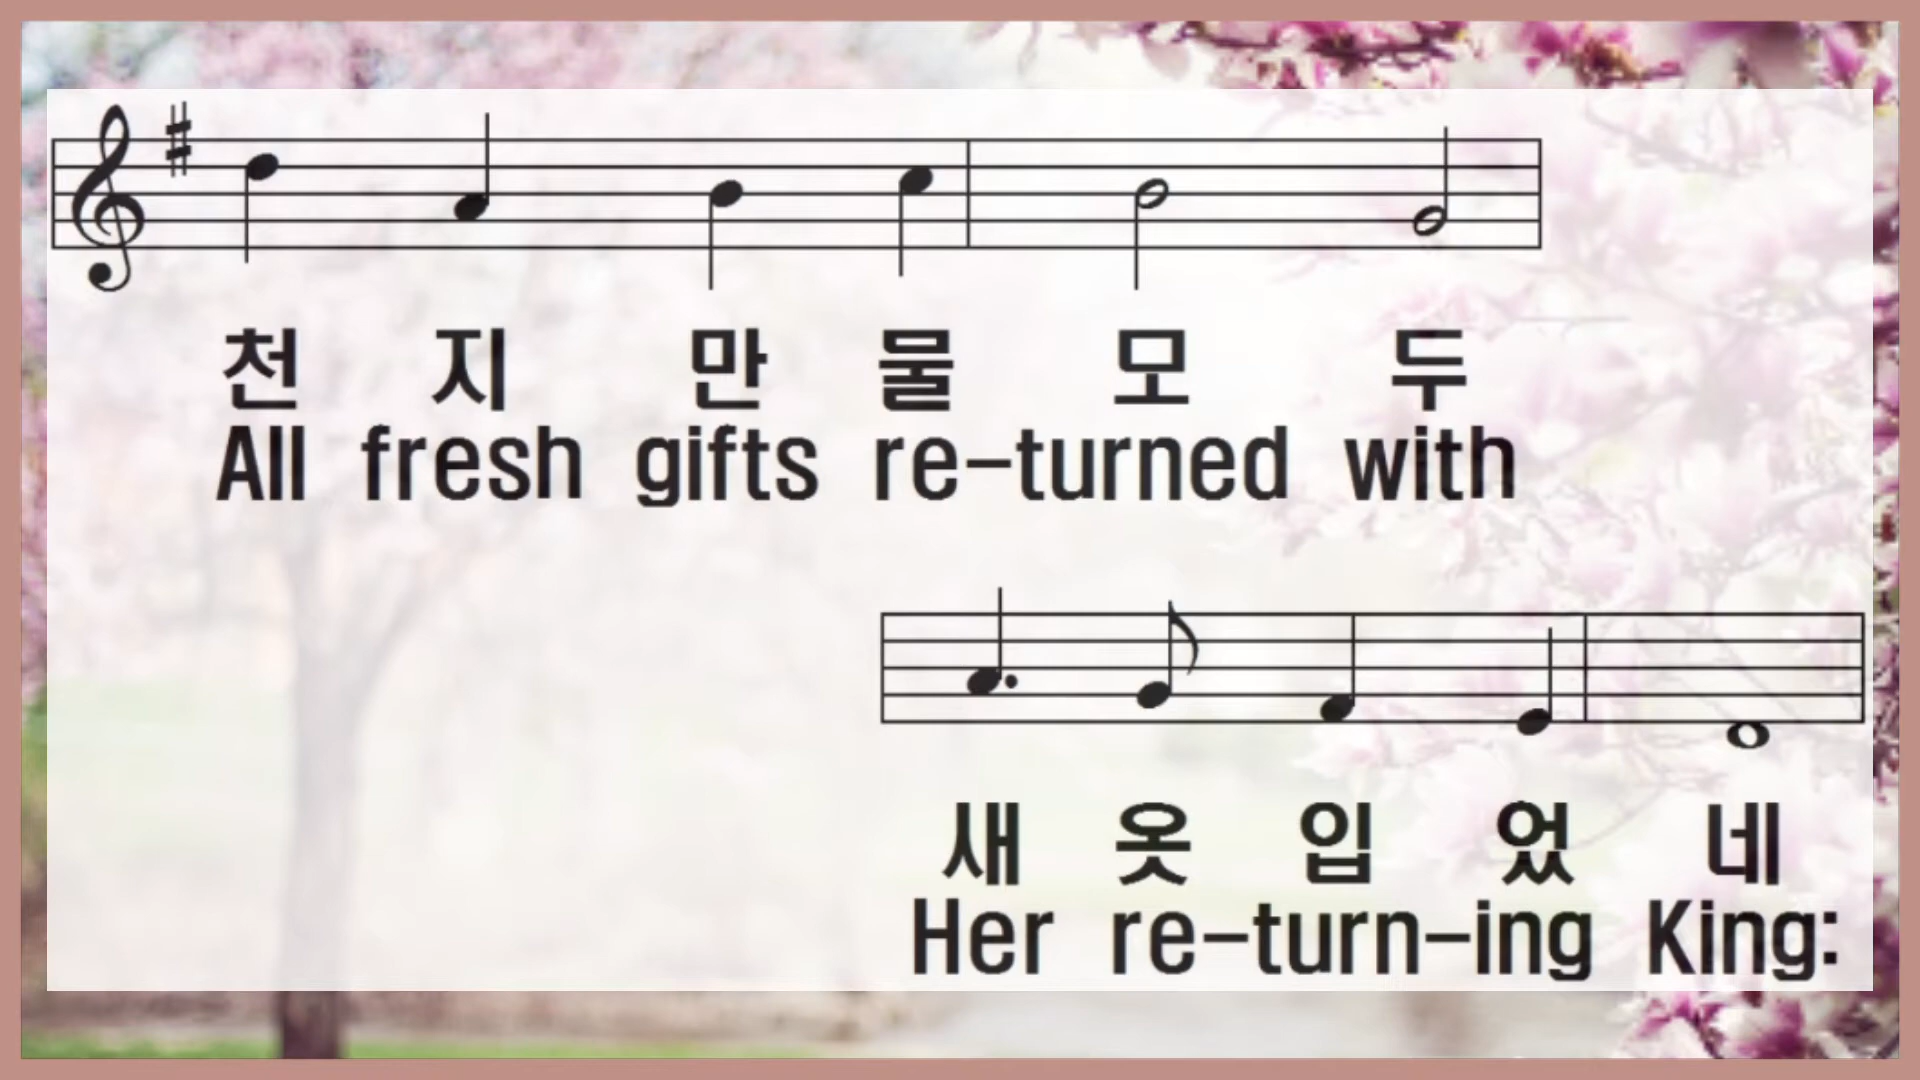 천 지 만 물 모 두
All fresh gifts re-turned with
새 옷 입 었 네
Her re-turn-ing King: